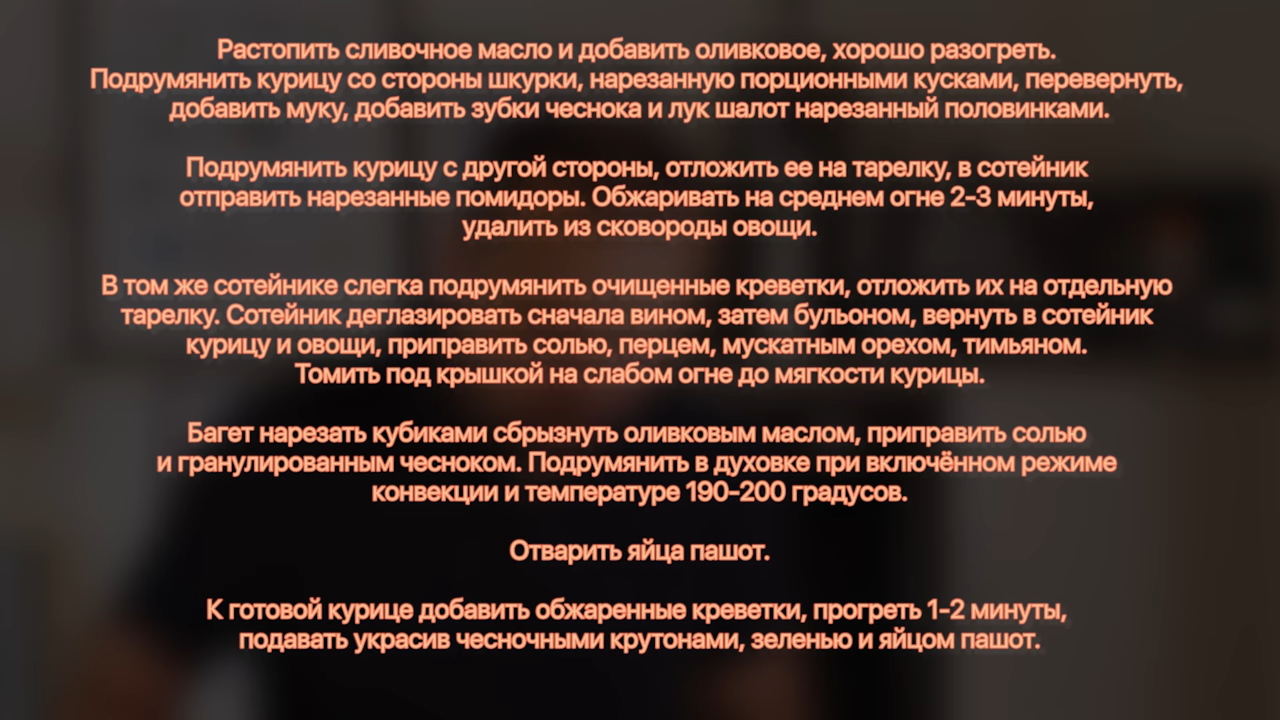 Растопить сливочное масло и добавить оливковое, хорошо разогреть.
Подрумянить курицу со стороны шкурки, нарезанную порционными кусками, перевернуть,
добавить муку, добавить зубки чеснока и лук шалот нарезанный половинками.
Подрумянить курицу с другой стороны, отложить ее на тарелку, в сотейник
отправить нарезанные помидоры. Обжаривать на среднем огне 2-3 минуты,
удалить из сковороды овощи.
В том же сотейнике слегка подрумянить очищенные креветки, отложить их на отдельную
тарелку. Сотейник деглазировать сначала вином, затем бульоном, вернуть в сотейник
курицу и овощи, приправить солью, перцем, мускатным орехом, тимьяном.
Томить под крышкой на слабом огне до мягкости курицы.
Багет нарезать кубиками сбрызнуть оливковым маслом, приправить солью
и гранулированным чесноком. Подрумянить в духовке при включённом режиме
конвекции и температуре 190-200 градусов.
Отварить яйца пашот.
К готовой курице добавить обжаренные креветки, прогреть 1-2 минуты,
подавать украсив чесночными крутонами, зеленью и яйцом пашот.